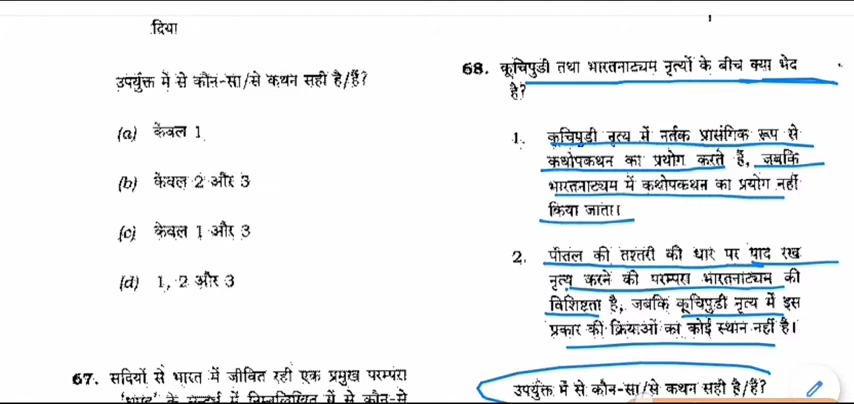 दिया
उपर्युक्त में से कौन-सा/से कथन सही है/हैं?
(a) केवल 1
(b) केवल 2 और 3
(c) केवल 1 और 3
(d) 1, 2 और 3
67. सदियों से भारत में जीवित रही एक प्रमुख परम्परा
के सन्दर्भ में निम्नलिखित में से कौन-से
68. कूचिपुडी तथा भारतनाट्यम नृत्यों के बीच क्या भेद
है?
1. कूचिपुडी नृत्य में नर्तक प्रासंगिक रूप से
कथोपकथन का प्रयोग करते हैं, जबकि
भारतनाट्यम में कथोपकथन का प्रयोग नहीं
किया जाता।
2. पीतल की तश्तरी की धार पर पाद रख
नृत्य करने की परम्परा भारतनाट्यम की
विशिष्टता है, जबकि कूचिपुडी नृत्य में इस
प्रकार की क्रियाओं का कोई स्थान नहीं है।
उपर्युक्त में से कौन-सा/से कथन सही है/हैं?